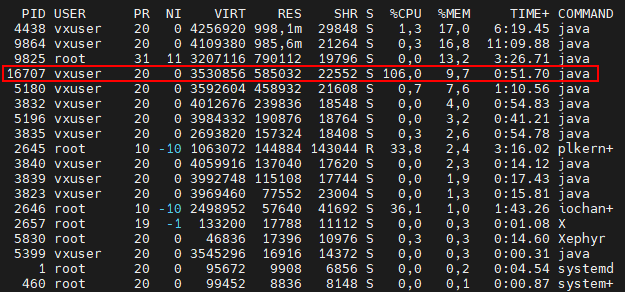 PID USER PR NI VIRT RES SHR S %CPU %MEM TIME+ COMMAND
4438 vxuser 20 0 4256920 998,1m 29848 S 1,3 17,0 6:19.45 java
9864 vxuser 20 0 4109380 985,6m 21264 S 0,3 16,8 11:09.88 java
9825 root 31 11 3207116 790112 19796 S 0,0 13,2 3:26.71 java
16707 vxuser 20 0 3530856 585032 22552 S 106,0 9,7 0:51.70 java
5180 vxuser 20 0 3592604 458932 21608 S 0,7 7,6 1:10.56 java
3832 vxuser 20 0 4012676 239836 18548 S 0,0 4,0 0:54.83 java
5196 vxuser 20 0 3984332 190876 18764 S 0,0 3,2 0:41.21 java
3835 vxuser 20 0 2693820 157324 18408 S 0,3 2,6 0:54.78 java
2645 root 10 -10 1063072 144884 143044 R 33,8 2,4 3:16.02 plkern+
3840 vxuser 20 0 4059916 137040 17620 S 0,0 2,3 0:14.12 java
3839 vxuser 20 0 3992748 115108 17744 S 0,0 1,9 0:17.43 java
3823 vxuser 20 0 3969460 77552 23004 S 0,0 1,3 0:15.81 java
2646 root 10 -10 2498952 57640 41692 S 36,1 1,0 1:43.26 lochan+
2657 root 19 -1 133200 17788 11112 S 0,0 0,3 0:01.08 X
5830 root 20 0 46836 17396 10976 S 0,3 0,3 0:14.60 Xephyr
5399 vxuser 20 0 3545296 16916 14372 S 0,0 0,3 0:00.31 java
1 root 20 0 95672 9908 6856 S 0,0 0,2 0:04.54 systemd
460 root 20 0 99452 8836 8148 S 0,0 0,1 0:00.87 system+